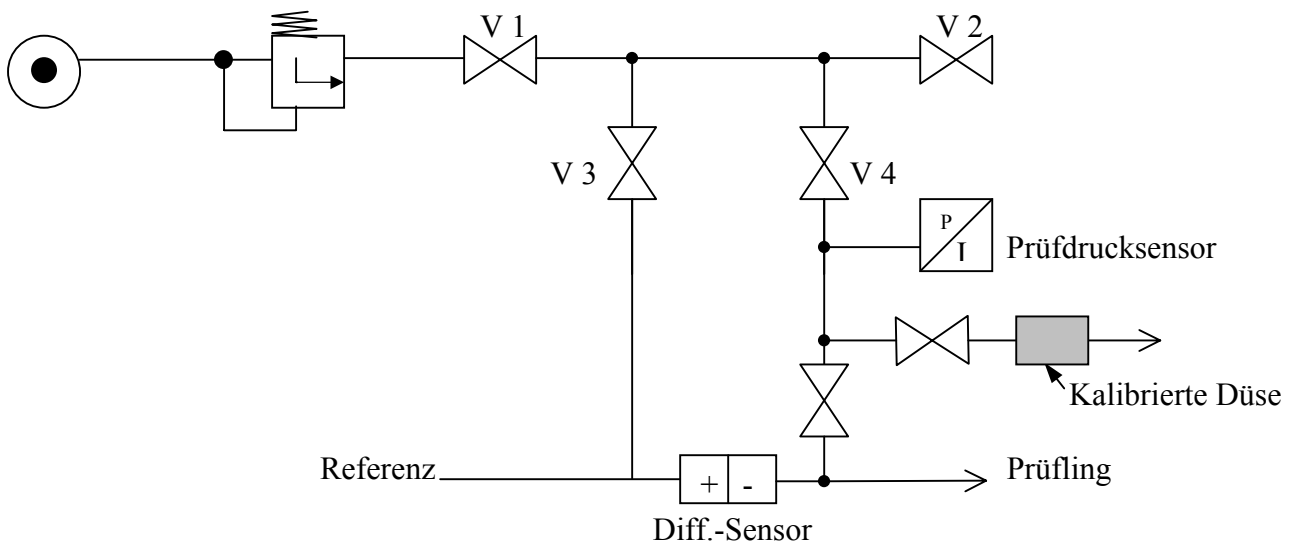 V 1
V 2
V 3
V 4
P
I
Prüfdrucksensor
Kalibrierte Düse
Referenz
+ -
Prüfling
Diff.-Sensor